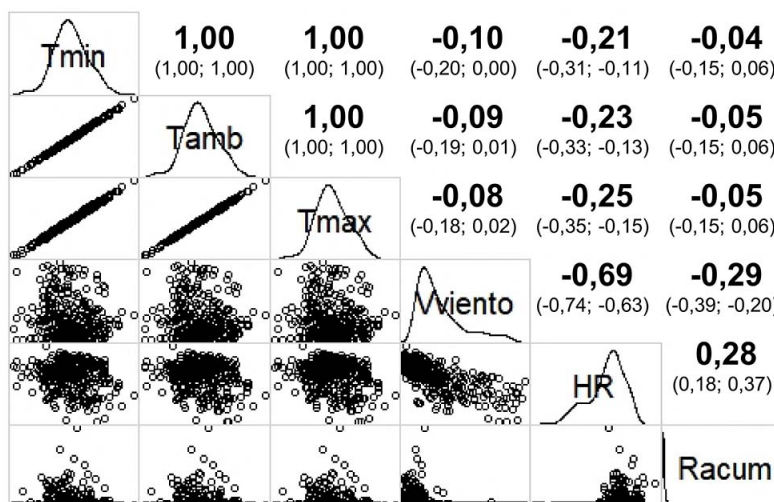 Tmin 1,00 1,00 -0,10 -0,21 -0,04
(1,00; 1,00) (1,00; 1,00) (-0,20; 0,00) (-0,31; -0,11) (-0,15; 0,06)
Tamb 1,00 -0,09 -0,23 -0,05
(1,00; 1,00) (-0,19; 0,01) (-0,33; -0,13) (-0,15; 0,06)
Tmax -0,08 -0,25 -0,05
(-0,18; 0,02) (-0,35; -0,15) (-0,15; 0,06)
Vviento -0,69 -0,29
(-0,74; -0,63) (-0,39; -0,20)
HR 0,28
(0,18; 0,37)
Racum